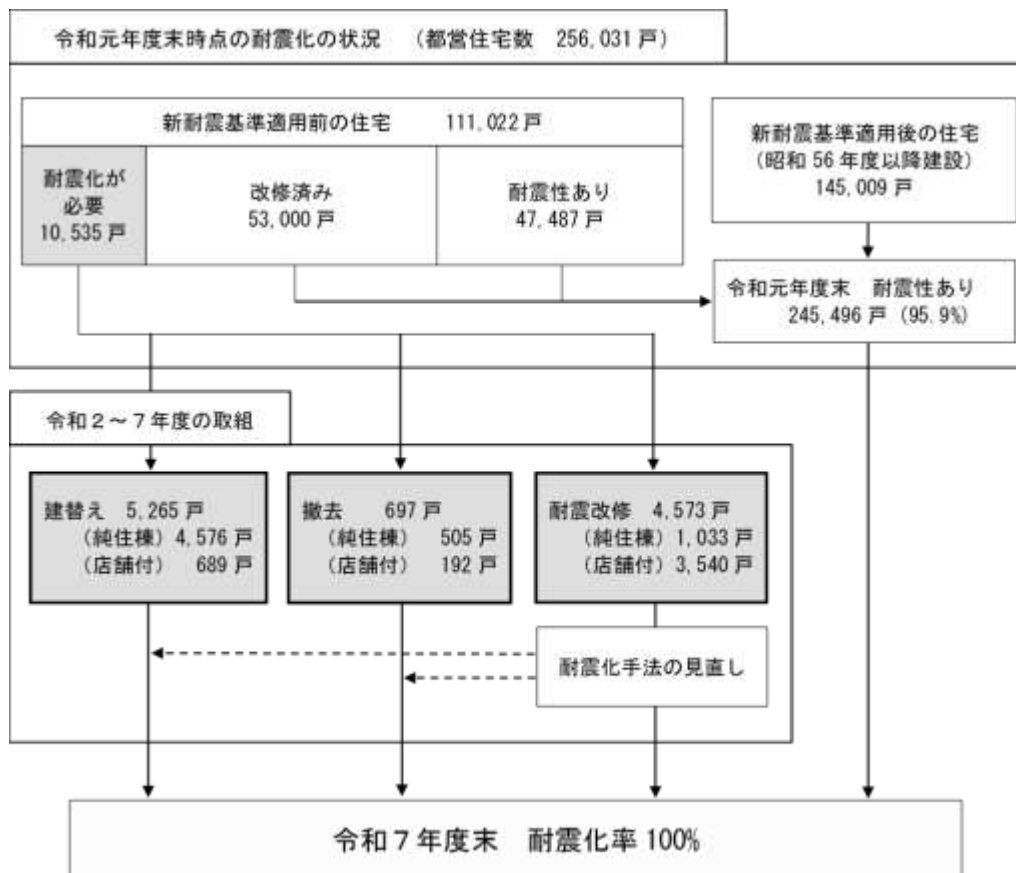 令和元年度末時点の耐震化の状況 (都営住宅数 256,031戸)
新耐震基準適用前の住宅 111,022戸
耐震化が
必要
10,535戸
改修済み
53,000戸
耐震性あり
47,487戸
新耐震基準適用後の住宅
(昭和56年度以降建設)
145,009戸
令和元年度末 耐震性あり
245,496戸 (95.9%)
令和2~7年度の取組
建替え 5,265戸
(純住棟) 4,576戸
(店舗付) 689戸
撤去 697戸
(純住棟) 505戸
(店舗付) 192戸
耐震改修 4,573戸
(純住棟) 1,033戸
(店舗付) 3,540戸
耐震化手法の見直し
令和7年度末 耐震化率100%